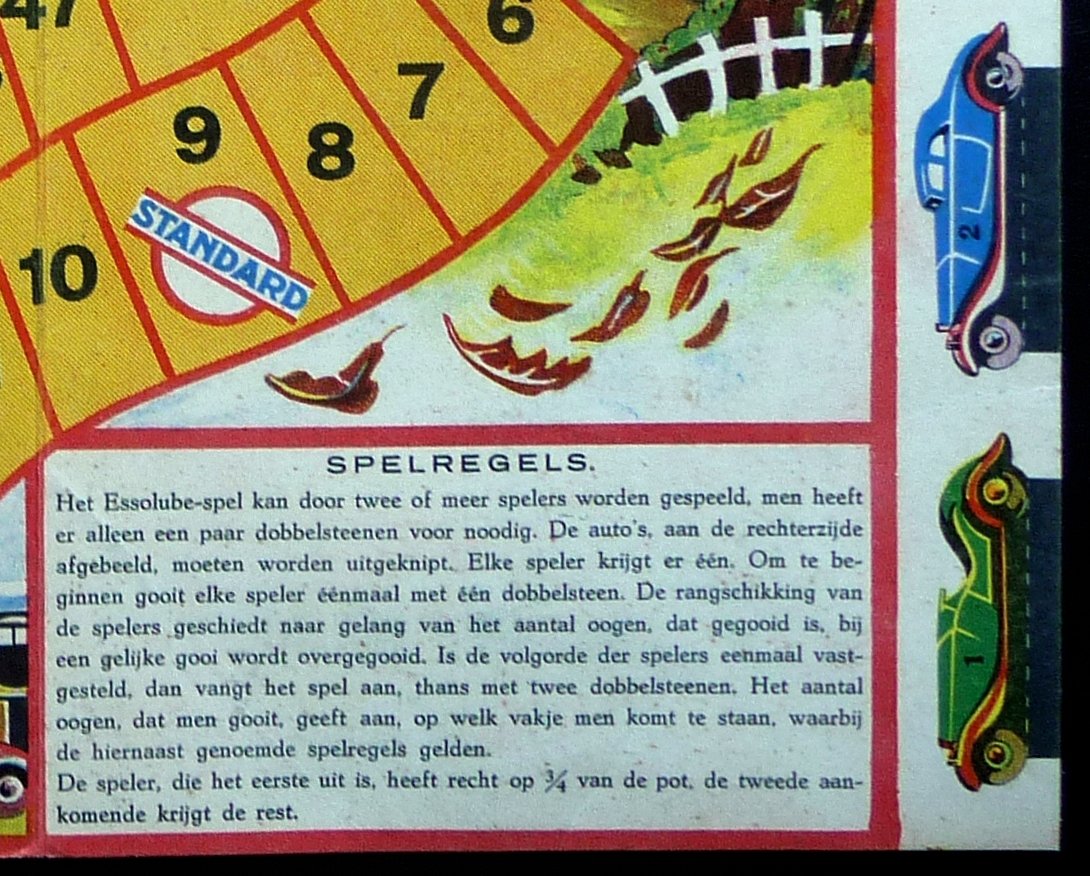 47
6
7
8
9
STANDARD
10
SPELREGELS.
Het Essolube-spel kan door twee of meer spelers worden gespeeld, men heeft
er alleen een paar dobbelsteenen voor noodig. De auto's, aan de rechterzijde
afgebeeld, moeten worden uitgeknipt. Elke speler krijgt er één. Om te be-
ginnen gooit elke speler éénmaal met één dobbelsteen. De rangschikking van
de spelers geschiedt naar gelang van het aantal oogen, dat gegooid is, bij
een gelijke gooi wordt overgegooid. Is de volgorde der spelers eenmaal vast-
gesteld, dan vangt het spel aan, thans met twee dobbelsteenen. Het aantal
oogen, dat men gooit, geeft aan, op welk vakje men komt te staan, waarbij
de hiernaast genoemde spelregels gelden.
De speler, die het eerste uit is, heeft recht op ¾ van de pot, de tweede aan-
komende krijgt de rest.
2
1